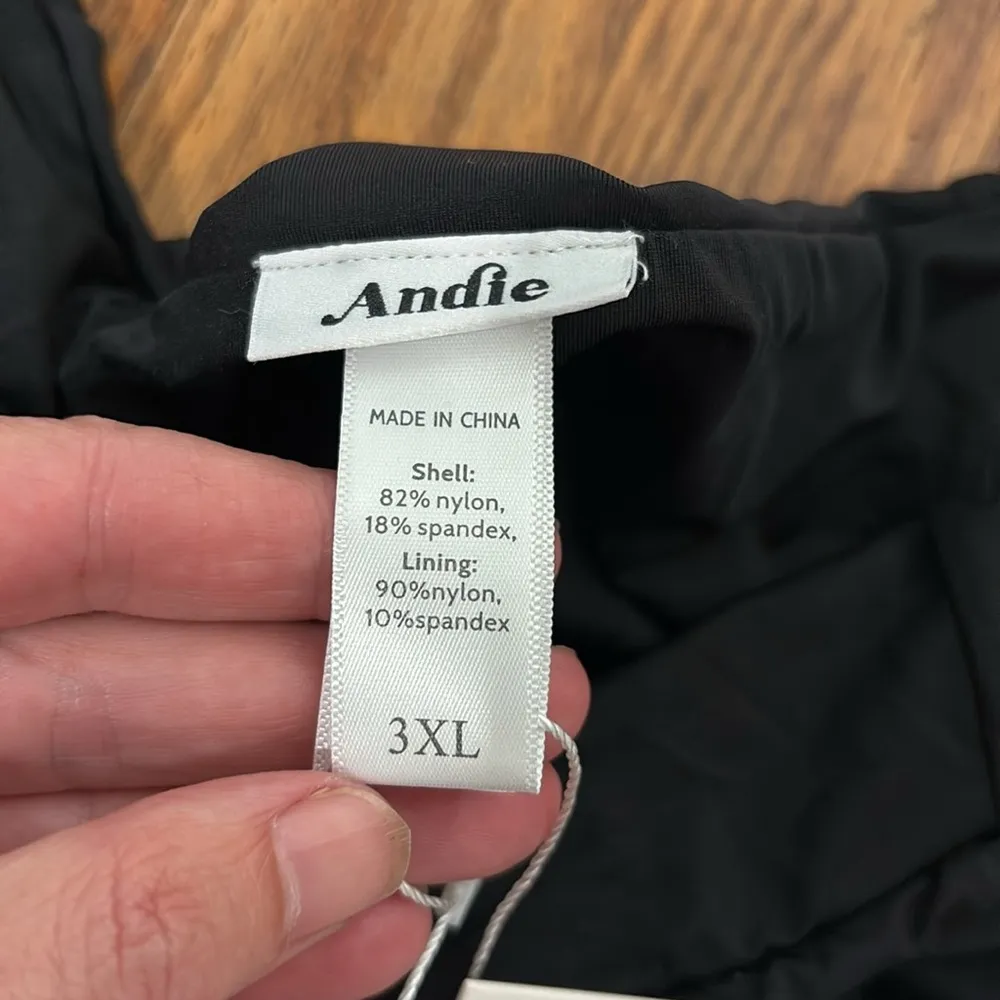 Andie
MADE IN CHINA
Shell:
82% nylon,
18% spandex,
Lining:
90%nylon,
10%spandex
3XL